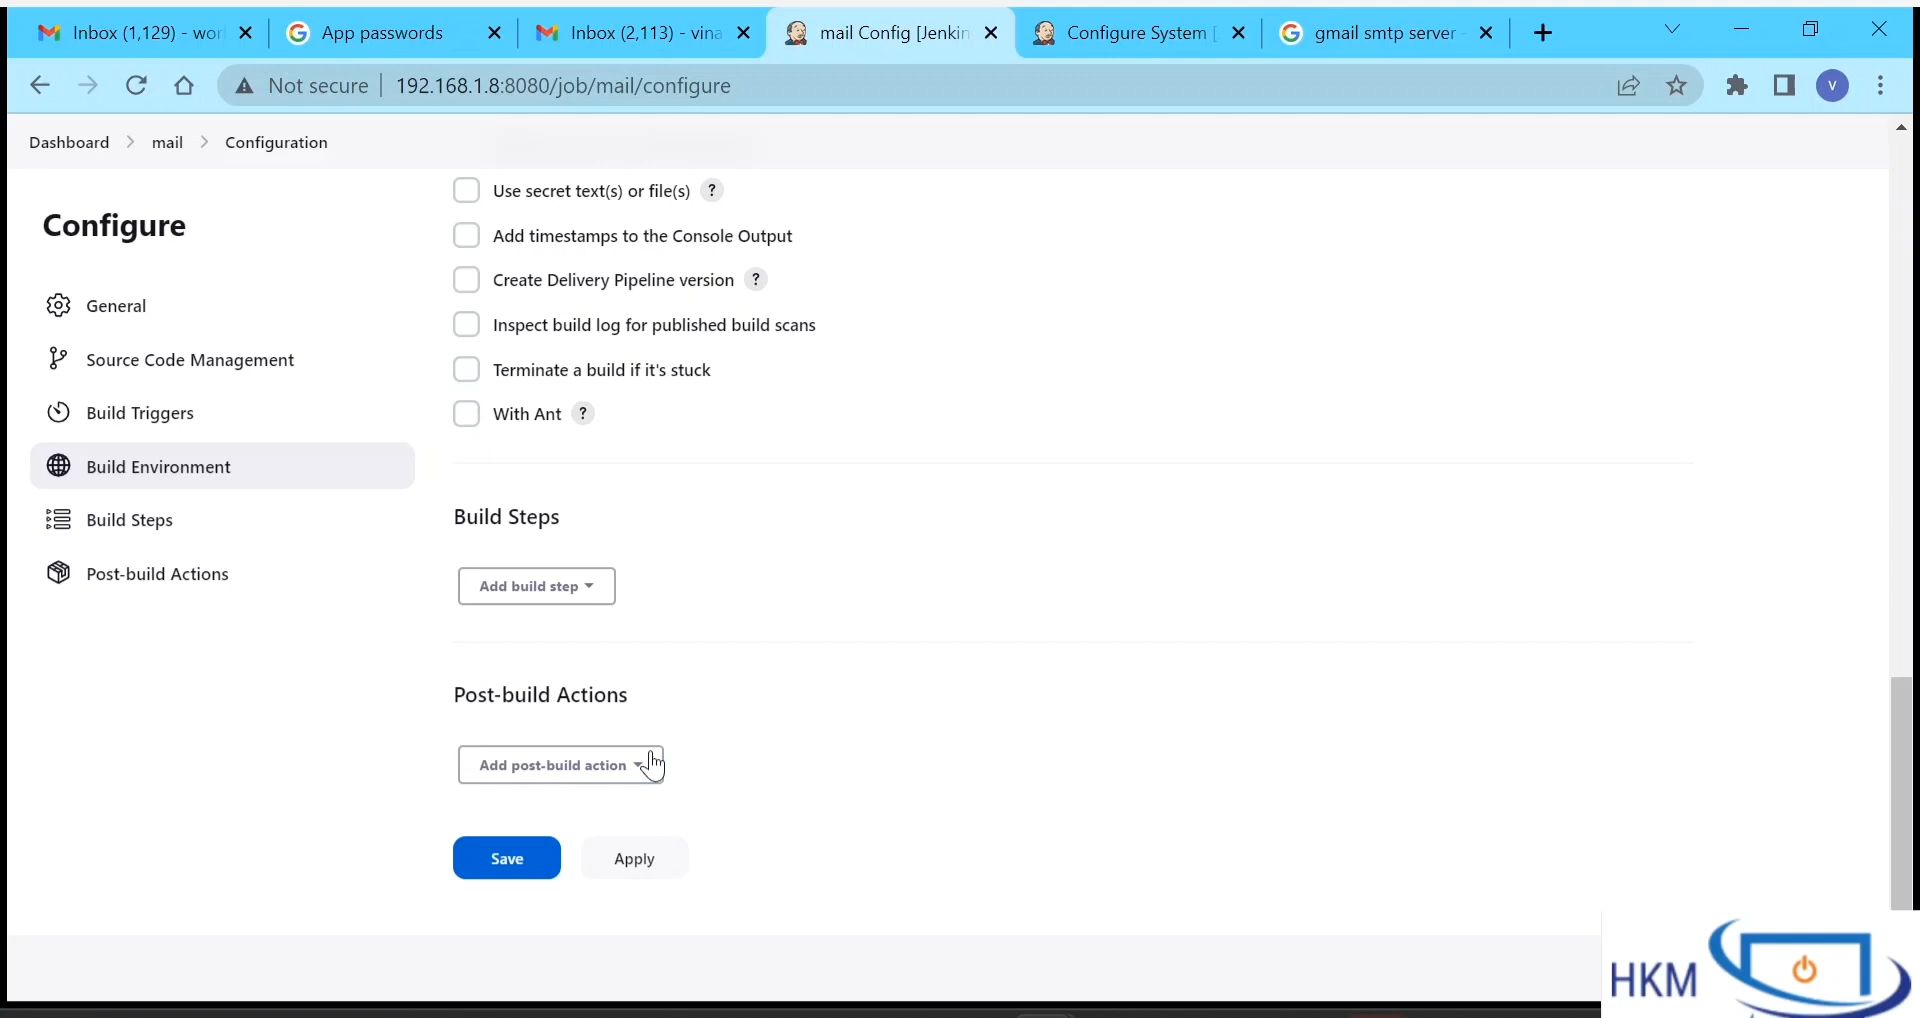 Inbox (1,129) - wor
App passwords
Inbox (2,113) - vina
mail Config [Jenkin
Configure System [
gmail smtp server -
Not secure
192.168.1.8:8080/job/mail/configure
V
Dashboard
mail
Configuration
Configure
General
Source Code Management
Build Triggers
Build Environment
Build Steps
Post-build Actions
Use secret text(s) or file(s) ?
Add timestamps to the Console Output
Create Delivery Pipeline version ?
Inspect build log for published build scans
Terminate a build if it's stuck
With Ant ?
Build Steps
Add build step
Post-build Actions
Add post-build action
Save
Apply
HKM